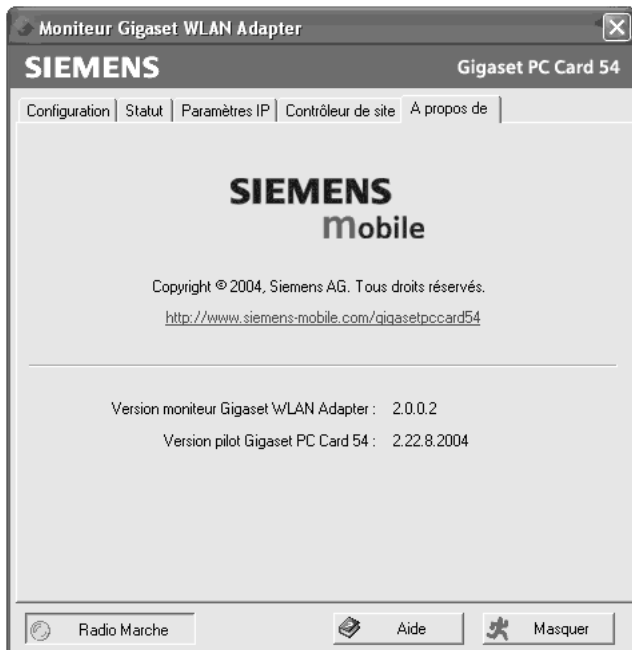 Moniteur Gigaset WLAN Adapter
SIEMENS Gigaset PC Card 54
Configuration Statut Paramètres IP Contrôleur de site A propos de
SIEMENS
mobile
Copyright © 2004, Siemens AG. Tous droits réservés.
http://www.siemens-mobile.com/gigasetpccard54
Version moniteur Gigaset WLAN Adapter : 2.0.0.2
Version pilot Gigaset PC Card 54 : 2.22.8.2004
Radio Marche Aide Masquer